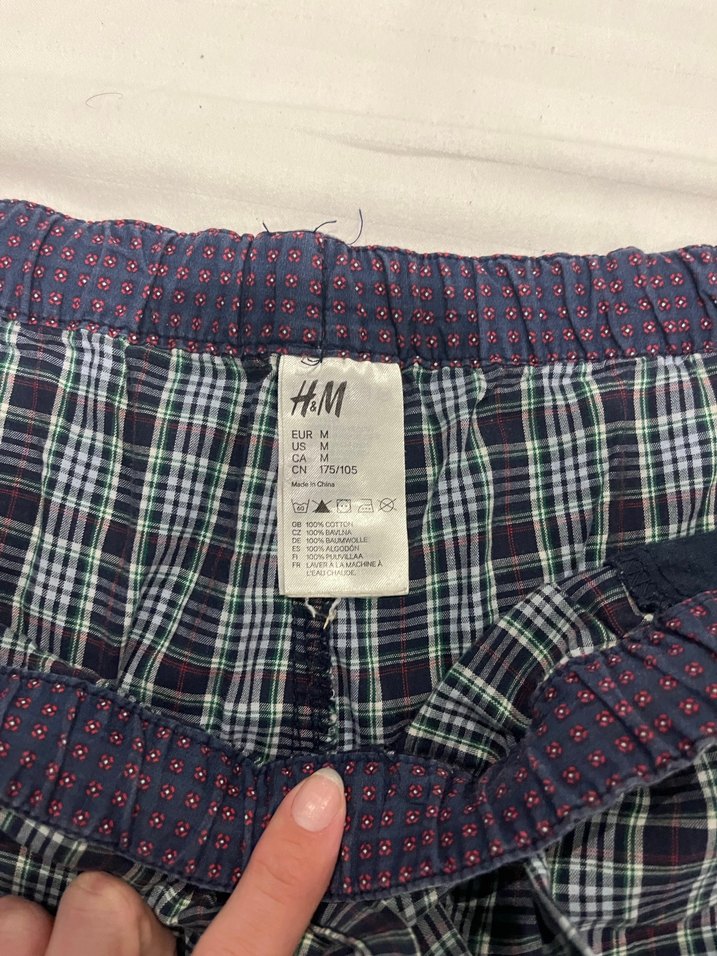 H&M
EUR M
US M
CA M
CN 175/105
Made in China
60
GB 100% COTTON
CZ 100% BAVLNA
DE 100% BAUMWOLLE
ES 100% ALGODÓN
FI 100% PUUVILLAA
FR LAVER À LA MACHINE À
L'EAU CHAUDE.